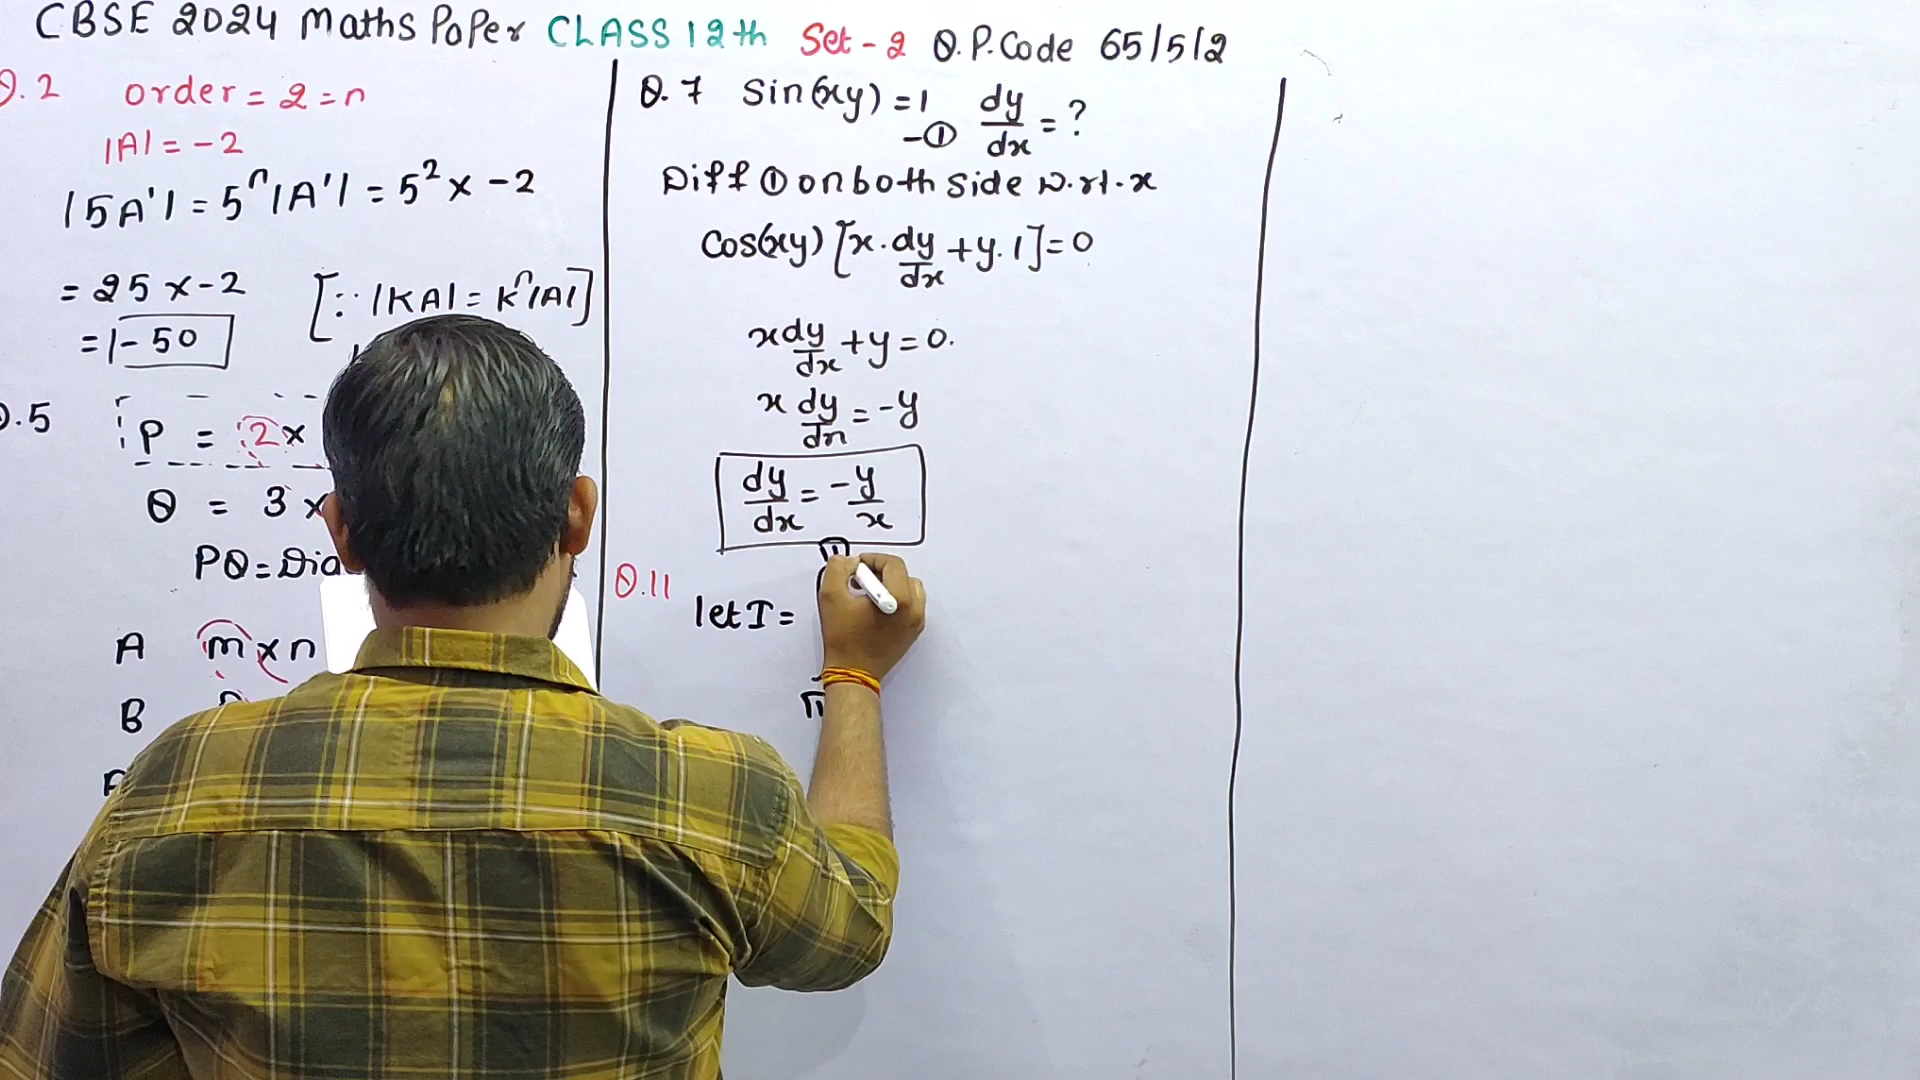 CBSE 2024 Maths PaPer CLASS 12th Set-2 Q.P.Code 65/5/2
Q.2 order = 2 = n
|A| = -2
|5A'| = 5ⁿ|A'| = 5² x -2
= 25 x -2 [∵ |KA| = Kⁿ|A|]
= |-50
Q.5 P = 2 x
Q = 3 x
PQ = Dia
A m x n
B
Q.7 Sin(xy) = 1 -① dy/dx = ?
Diff ① on both side w.r.t. x
Cos(xy) [x. dy/dx + y. 1] = 0
x dy/dx + y = 0.
x dy/dn = -y
dy/dx = -y/x
Q.11 let I =